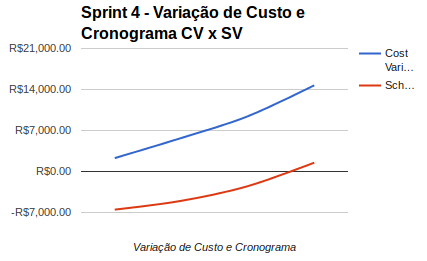 Sprint 4 - Variação de Custo e
Cronograma CV x SV
R$21,000.00
R$14,000.00
R$7,000.00
R$0.00
-R$7,000.00
Cost
Vari...
Sch...
Variação de Custo e Cronograma